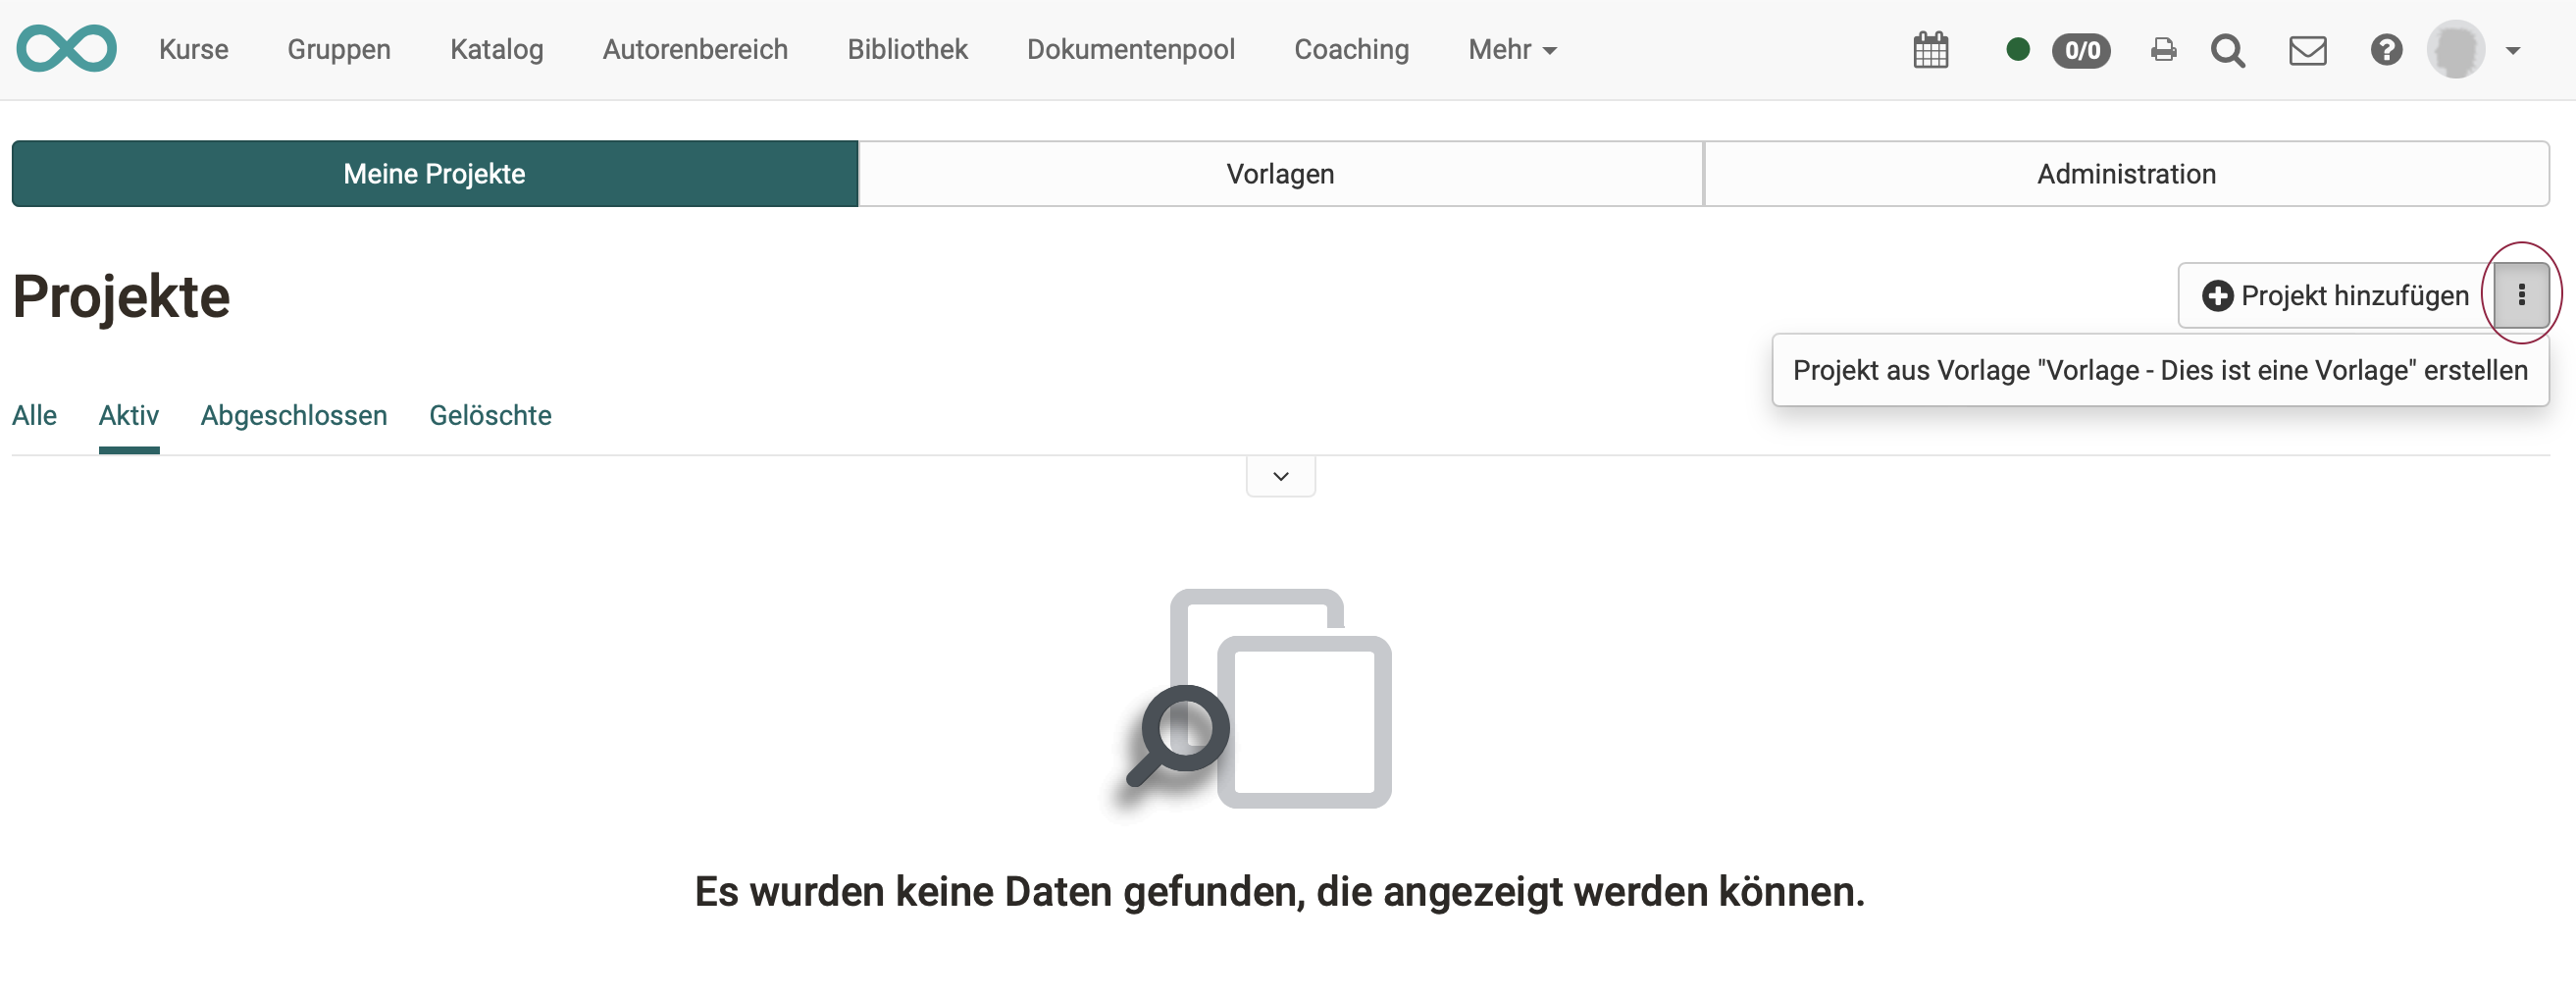 Kurse Gruppen Katalog Autorenbereich Bibliothek Dokumentenpool Coaching Mehr 0/0
Meine Projekte Vorlagen Administration
Projekte Projekt hinzufügen
Projekt aus Vorlage "Vorlage - Dies ist eine Vorlage" erstellen
Alle Aktiv Abgeschlossen Gelöschte
Es wurden keine Daten gefunden, die angezeigt werden können.